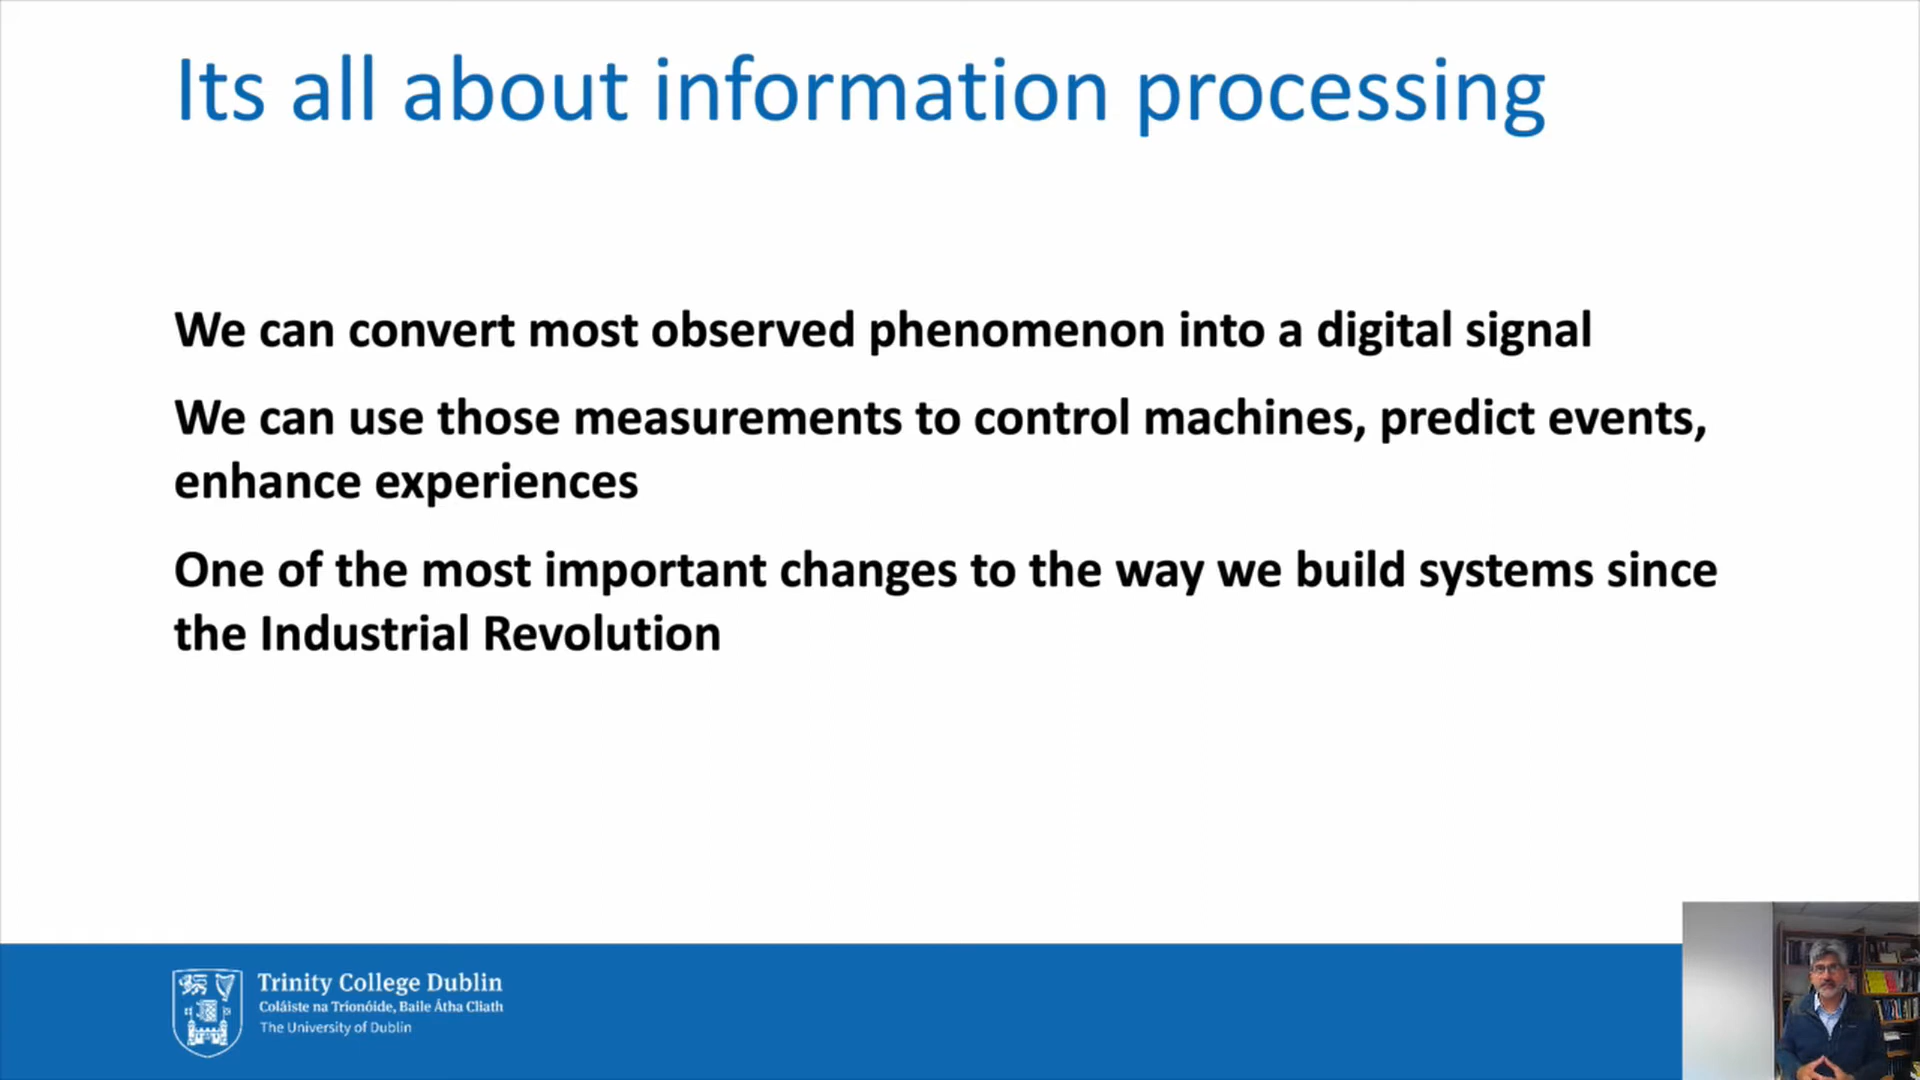 Its all about information processing
We can convert most observed phenomenon into a digital signal
We can use those measurements to control machines, predict events,
enhance experiences
One of the most important changes to the way we build systems since
the Industrial Revolution
Trinity College Dublin
Coláiste na Tríonóide, Baile Átha Cliath
The University of Dublin